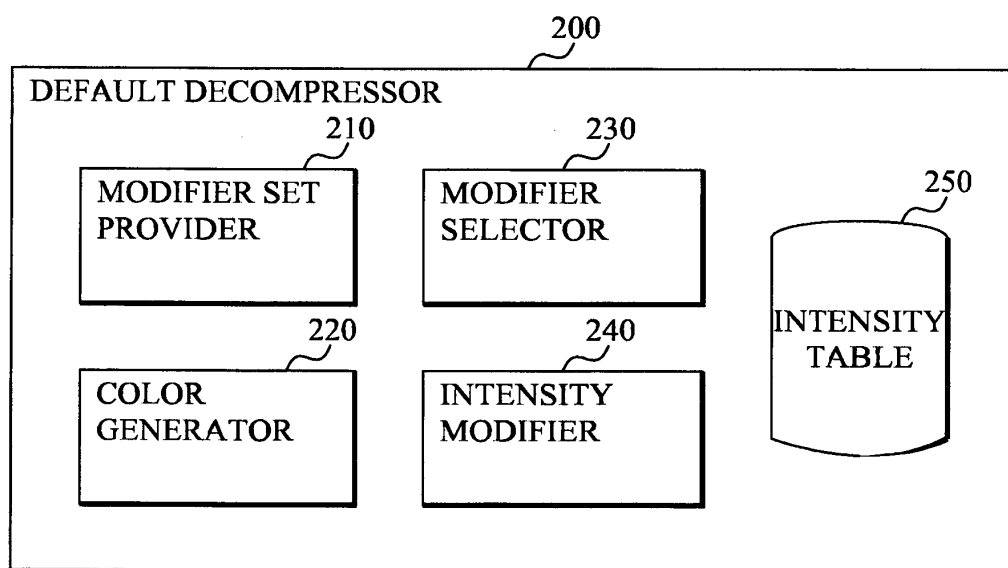 200
DEFAULT DECOMPRESSOR
210
MODIFIER SET
PROVIDER
230
MODIFIER
SELECTOR
250
INTENSITY
TABLE
220
COLOR
GENERATOR
240
INTENSITY
MODIFIER